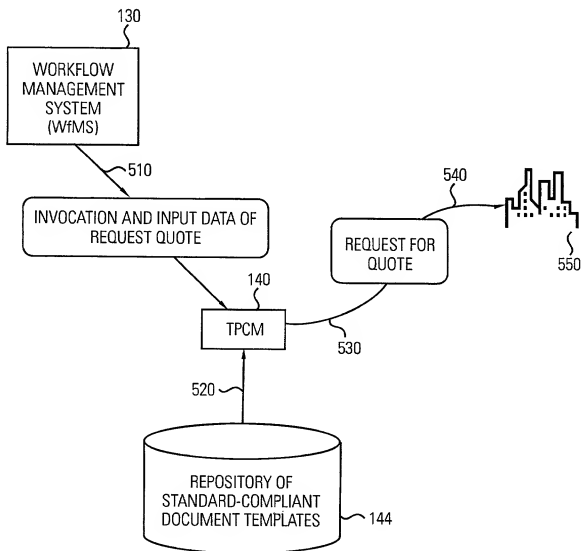 130
WORKFLOW
MANAGEMENT
SYSTEM
(WfMS)
510
INVOCATION AND INPUT DATA OF
REQUEST QUOTE
540
550
REQUEST FOR
QUOTE
140
TPCM
530
520
REPOSITORY OF
STANDARD-COMPLIANT
DOCUMENT TEMPLATES
144